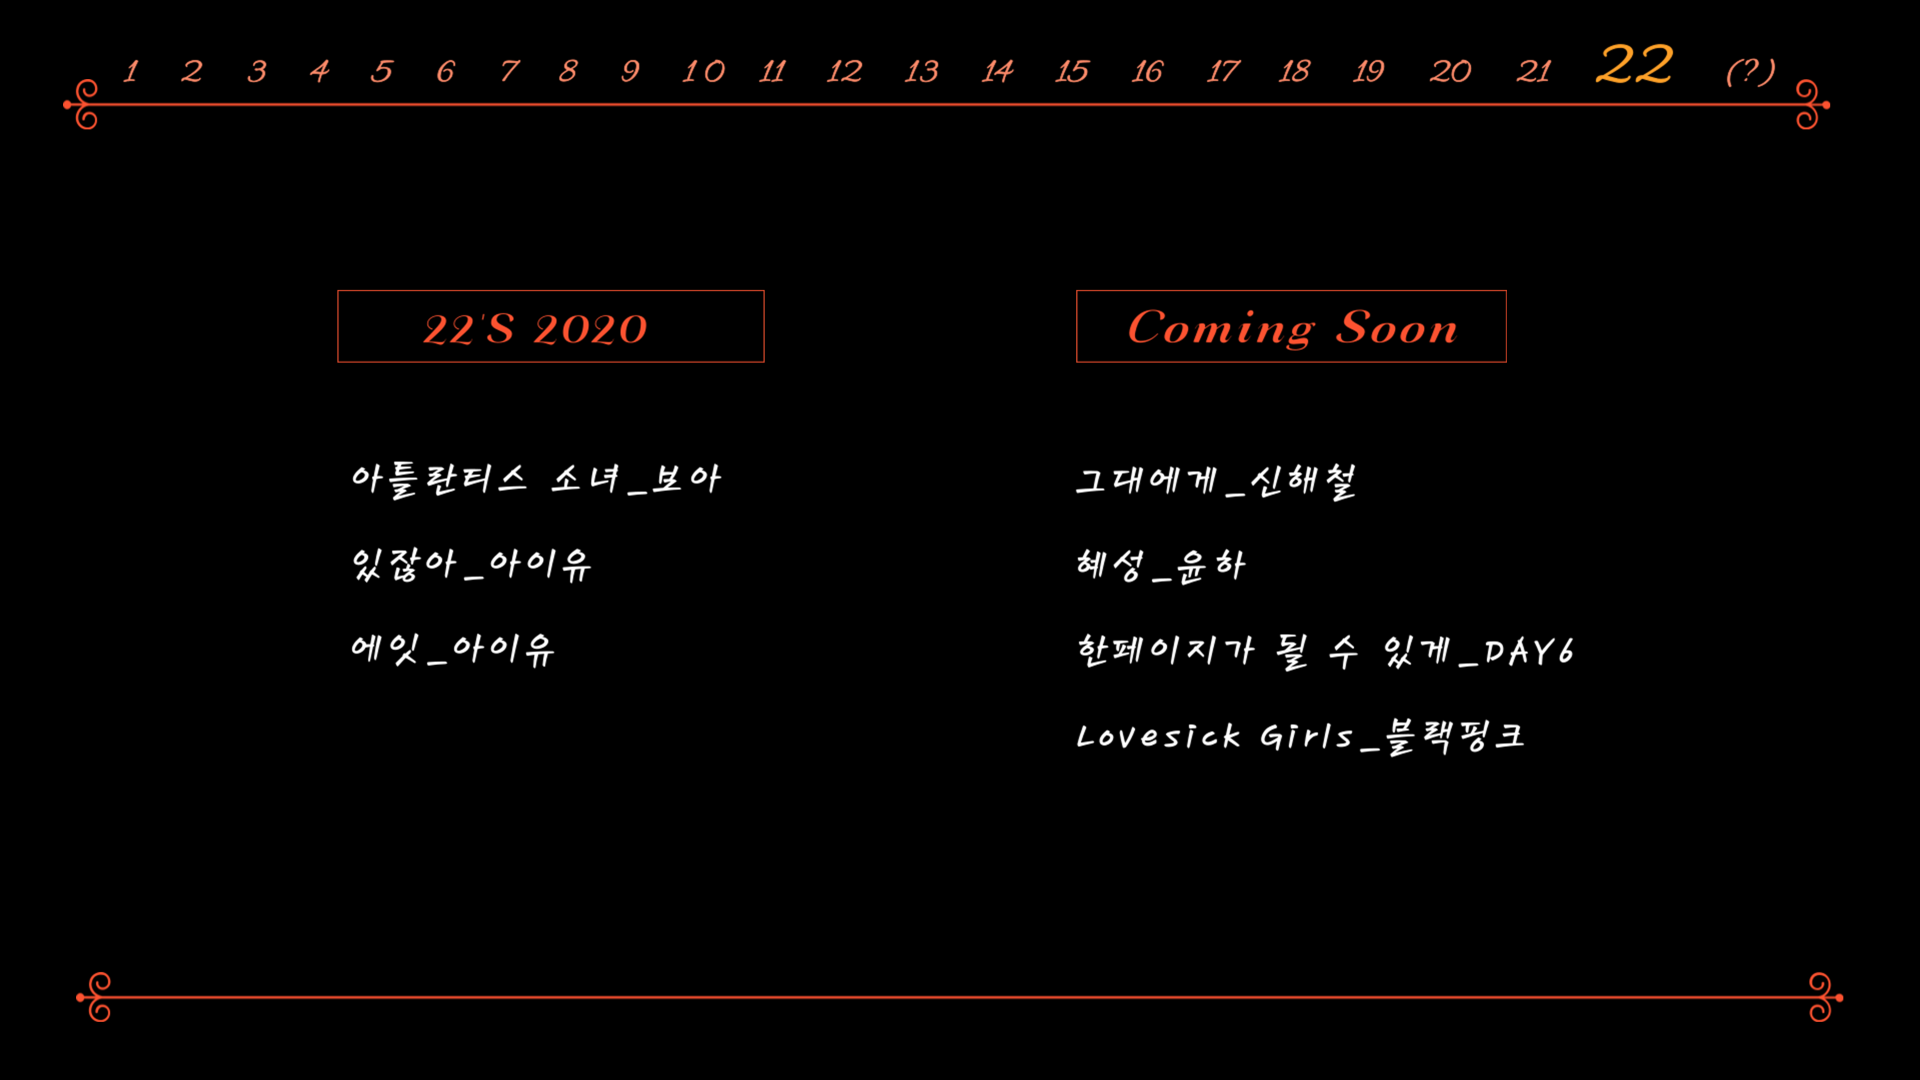 1 2 3 4 5 6 7 8 9 10 11 12 13 14 15 16 17 18 19 20 21 22 (?)
22'S 2020
아틀란티스 소녀_보아
있잖아_아이유
에잇_아이유
Coming Soon
그대에게_신해철
혜성_윤하
한페이지가 될 수 있게_DAY6
Lovesick Girls_블랙핑크